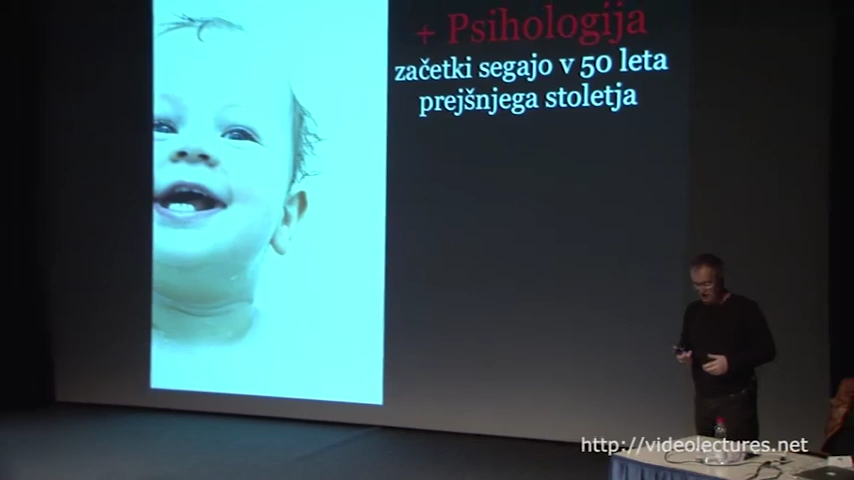 + Psihologija
začetki segajo v 50 leta
prejšnjega stoletja
http://videolectures.net